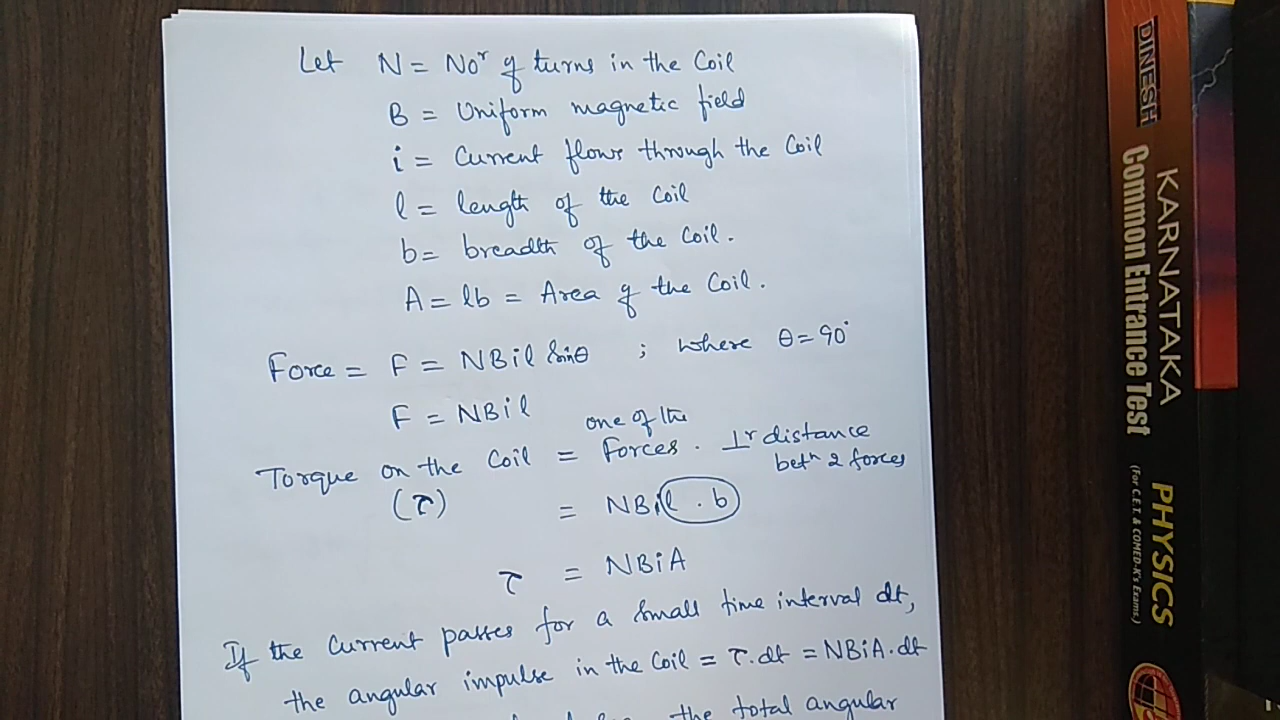 Let N = Noʳ of turns in the Coil
B = Uniform magnetic field
i = Current flows through the Coil
l = length of the Coil
b = breadth of the Coil.
A = lb = Area of the Coil.
Force = F = NBil Sinθ ; where θ = 90°
F = NBil
Torque on the Coil = one of the Forces . ⊥ʳ distance betⁿ 2 forces
(τ) = NBil . b
τ = NBiA
If the Current passes for a Small time interval dt,
the angular impulse in the Coil = τ.dt = NBiA.dt
the total angular
DINESH
KARNATAKA
Common Entrance Test
PHYSICS
(For C.E.T. & COMED-K's Exams.)